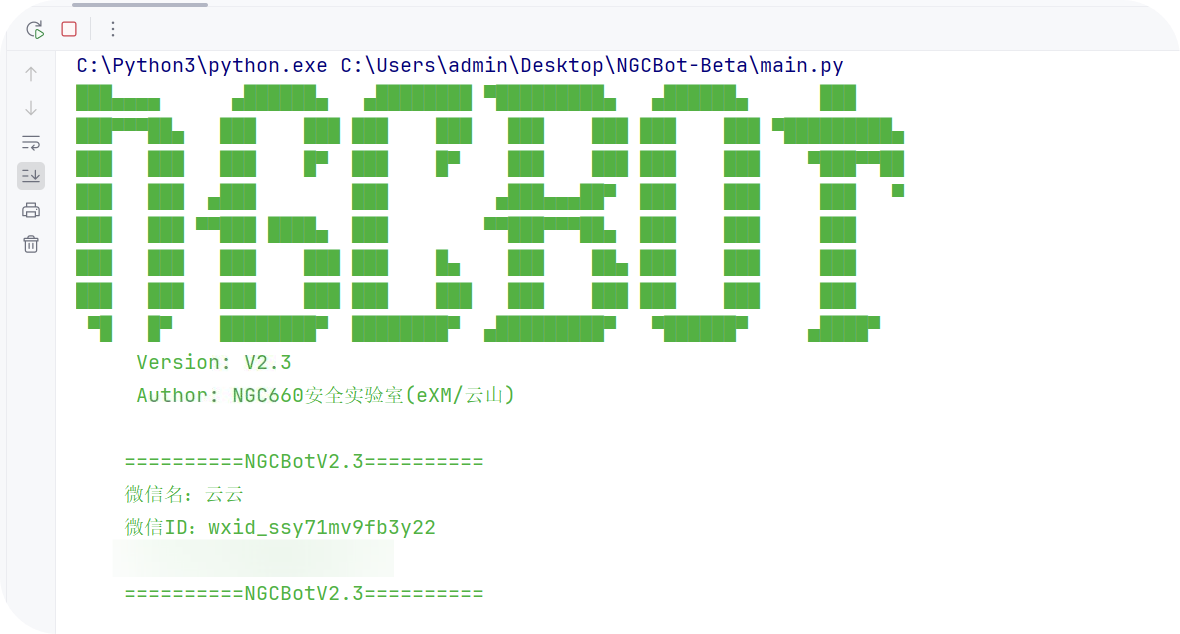 C:\Python3\python.exe C:\Users\admin\Desktop\NGCBot-Beta\main.py
NGCBOT
Version: V2.3
Author: NGC660安全实验室(eXM/云山)
==========NGCBotV2.3==========
微信名：云云
微信ID：wxid_ssy71mv9fb3y22
==========NGCBotV2.3==========